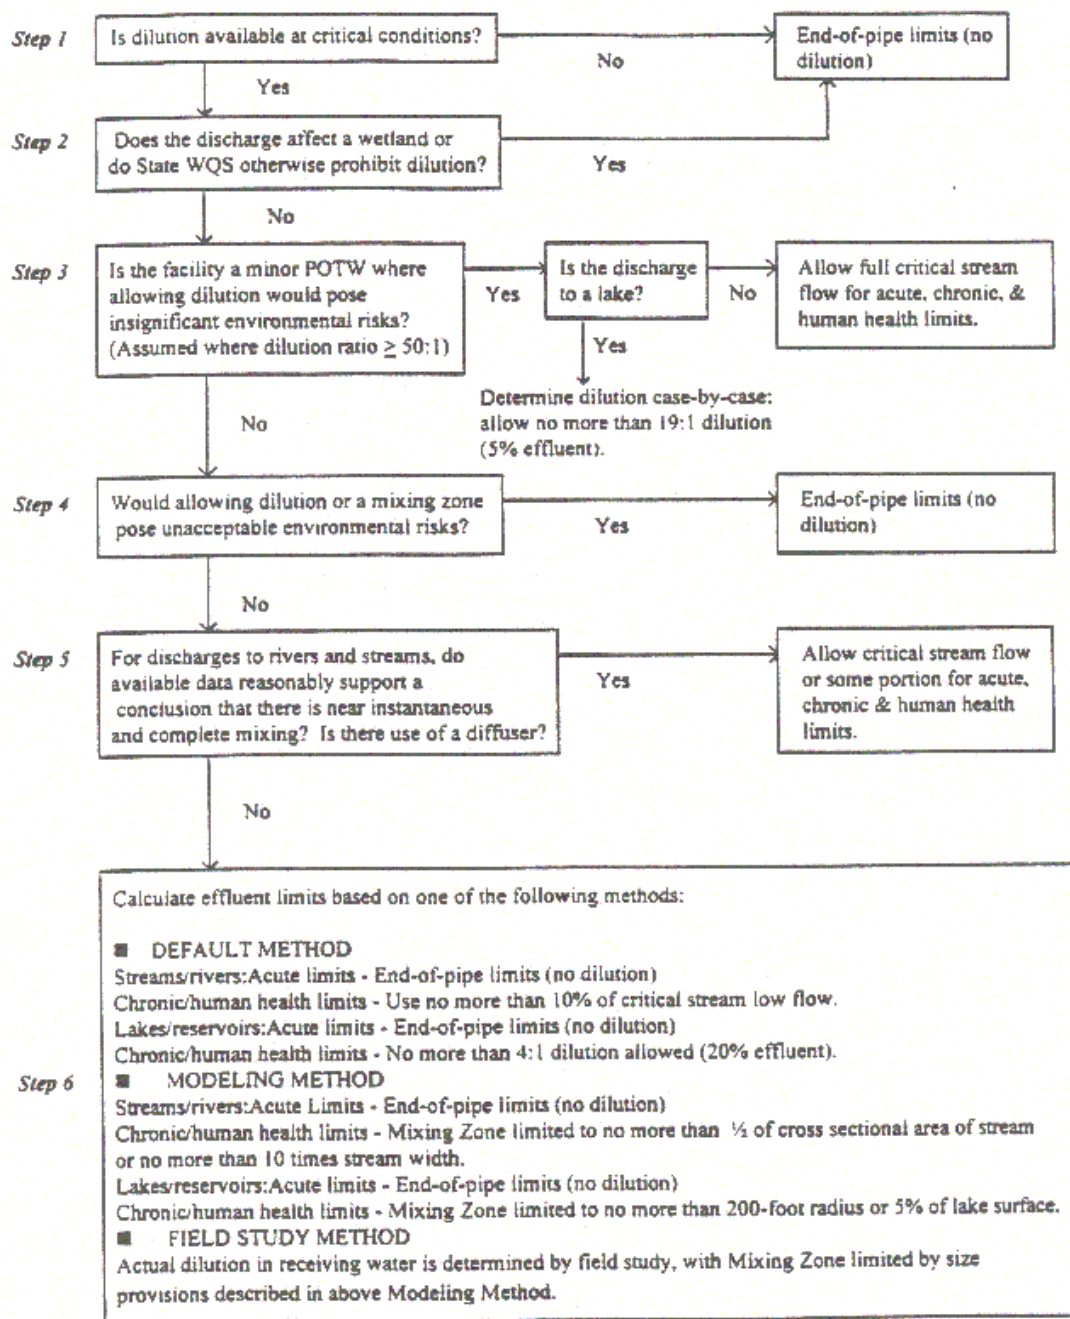 Step 1
Is dilution available at critical conditions?
No
End-of-pipe limits (no
dilution)
Yes
Step 2
Does the discharge affect a wetland or
do State WQS otherwise prohibit dilution?
Yes
No
Step 3
Is the facility a minor POTW where
allowing dilution would pose
insignificant environmental risks?
(Assumed where dilution ratio ≥ 50:1)
Yes
Is the discharge
to a lake?
No
Allow full critical stream
flow for acute, chronic, &
human health limits.
Yes
Determine dilution case-by-case:
allow no more than 19:1 dilution
(5% effluent).
No
Step 4
Would allowing dilution or a mixing zone
pose unacceptable environmental risks?
Yes
End-of-pipe limits (no
dilution)
No
Step 5
For discharges to rivers and streams, do
available data reasonably support a
conclusion that there is near instantaneous
and complete mixing? Is there use of a diffuser?
Yes
Allow critical stream flow
or some portion for acute,
chronic & human health
limits.
No
Step 6
Calculate effluent limits based on one of the following methods:
■ DEFAULT METHOD
Streams/rivers:Acute limits - End-of-pipe limits (no dilution)
Chronic/human health limits - Use no more than 10% of critical stream low flow.
Lakes/reservoirs:Acute limits - End-of-pipe limits (no dilution)
Chronic/human health limits - No more than 4:1 dilution allowed (20% effluent).
■ MODELING METHOD
Streams/rivers:Acute Limits - End-of-pipe limits (no dilution)
Chronic/human health limits - Mixing Zone limited to no more than ½ of cross sectional area of stream
or no more than 10 times stream width.
Lakes/reservoirs:Acute limits - End-of-pipe limits (no dilution)
Chronic/human health limits - Mixing Zone limited to no more than 200-foot radius or 5% of lake surface.
■ FIELD STUDY METHOD
Actual dilution in receiving water is determined by field study, with Mixing Zone limited by size
provisions described in above Modeling Method.